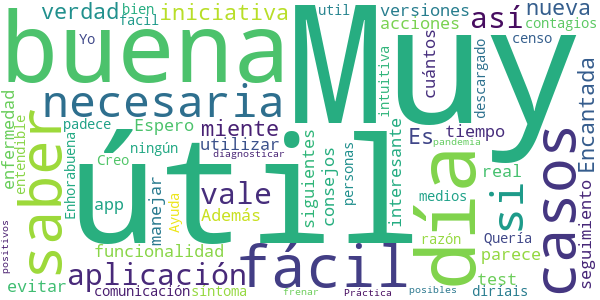 verdad
bien
facil
iniciativa
útil
versiones
nueva
Yo
acciones
así
contagios
buena
Muy
cuántos
censo
descargado
intuitiva
necesaria
Encantada
enfermedad
entendible
saber
padece
Espero
miente
Es
tiempo
casos
Enhorabuena
ningún
utilizar
Creo
diagnosticar
pandemia
útil
manejar
siguientes
consejos
personas
interesante
día
si
real
seguimiento
app
Ayuda
vale
Además
medios
razón
Quería
parece
positivos
funcionalidad
fácil
aplicación
test
evitar
comunicación
síntoma
frenar
Práctica
posibles
diriais